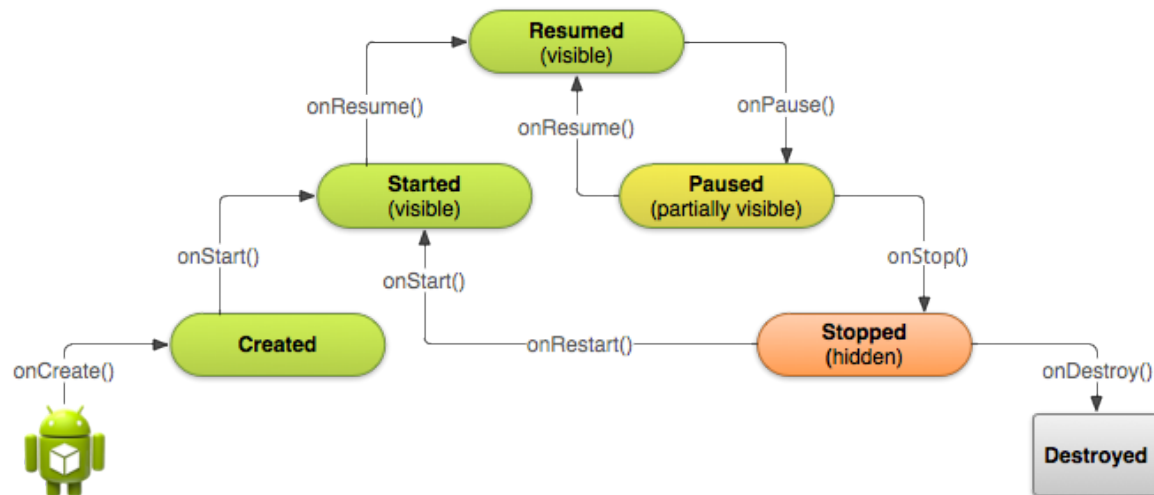 Resumed
(visible)
onResume()
onResume()
onPause()
Started
(visible)
Paused
(partially visible)
onStart()
onStart()
onStop()
Created
onRestart()
Stopped
(hidden)
onCreate()
onDestroy()
Destroyed